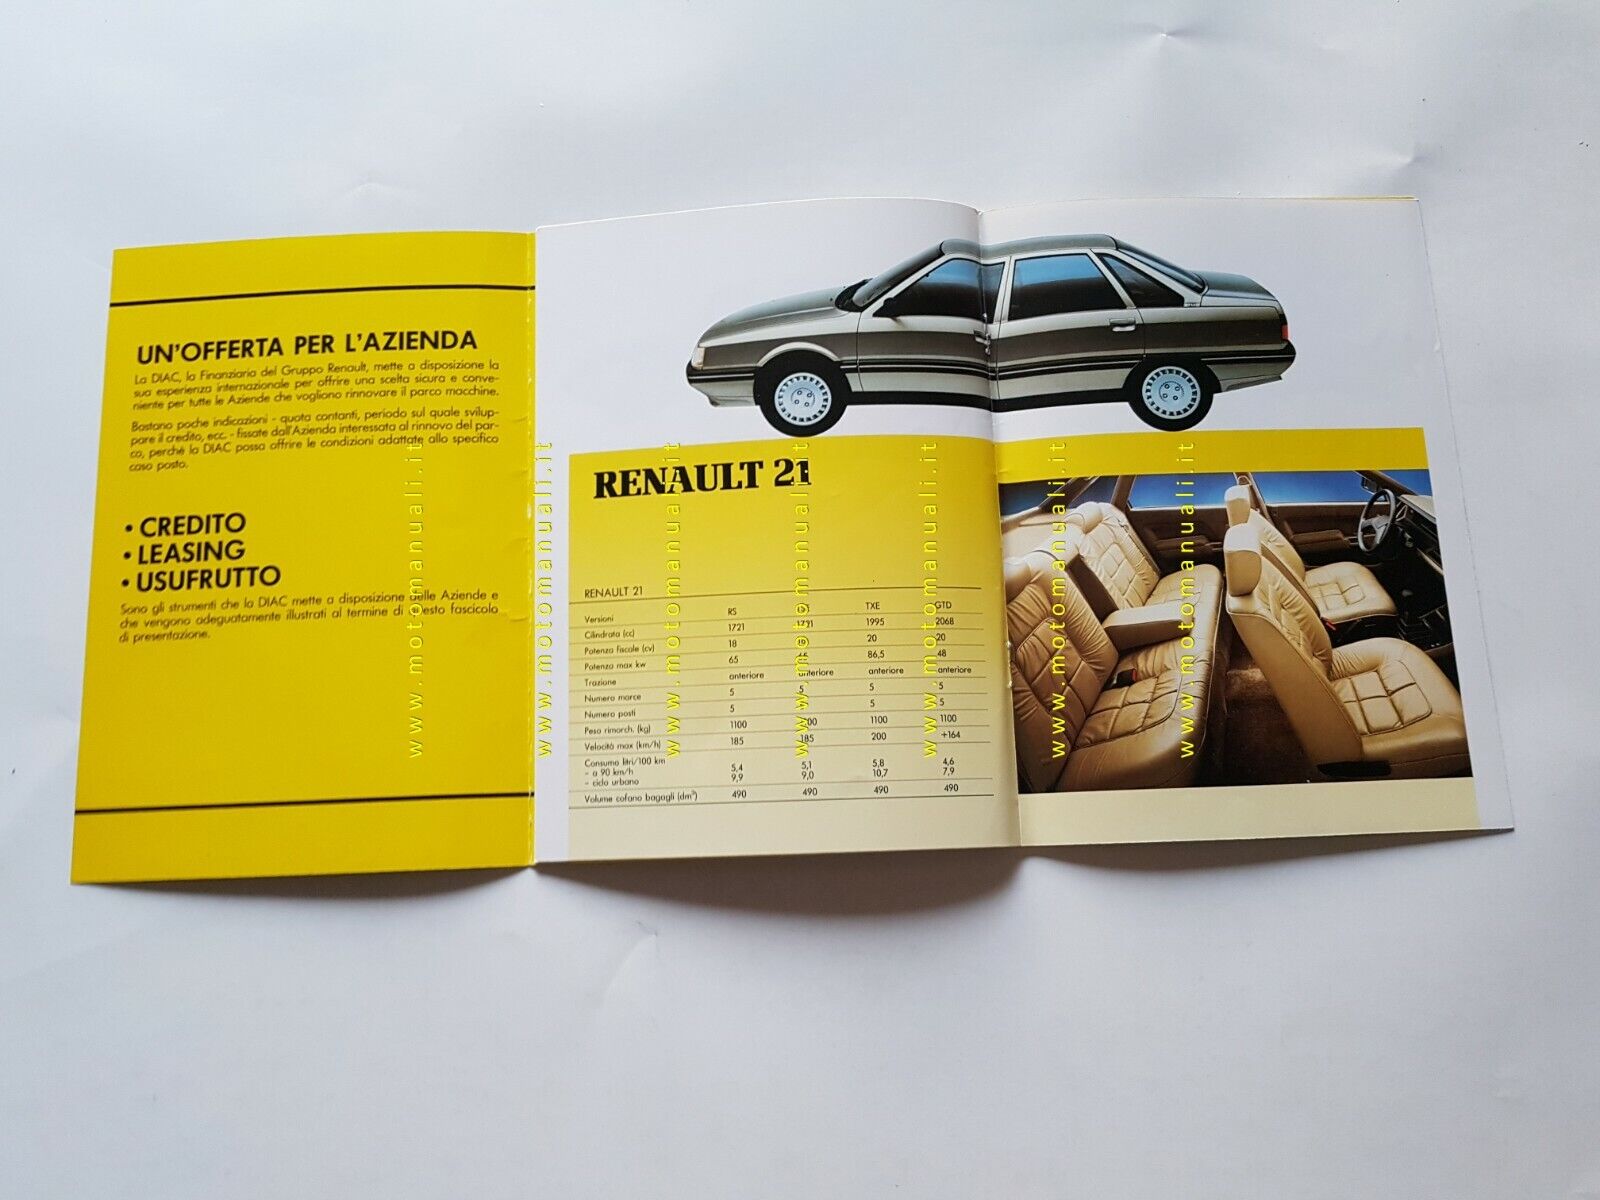 UN'OFFERTA PER L'AZIENDA
La DIAC, la Finanziaria del Gruppo Renault, mette a disposizione la
sua esperienza internazionale per offrire una scelta sicura e conve-
niente per tutte le Aziende che vogliono rinnovare il parco macchine.
Bastano poche indicazioni - quota contanti, periodo sul quale svilup-
pare il credito, ecc. - fissate dall'Azienda interessata al rinnovo del par-
co, perché la DIAC possa offrire le condizioni adattate allo specifico
caso posto.
• CREDITO
• LEASING
• USUFRUTTO
Sono gli strumenti che la DIAC mette a disposizione delle Aziende e
che vengono adeguatamente illustrati al termine di questo fascicolo
di presentazione.
RENAULT 21
RENAULT 21
Versioni RS TXE GTD
Cilindrata (cc) 1721 1721 1995 2068
Potenza fiscale (cv) 18 18 20 20
Potenza max kw 65 65 86,5 48
Trazione anteriore anteriore anteriore anteriore
Numero marce 5 5 5 5
Numero posti 5 5 5 5
Peso rimorch. (kg) 1100 1100 1100 1100
Velocità max (km/h) 185 185 200 +164
Consumo litri/100 km
- a 90 km/h 5,4 5,1 5,8 4,6
- ciclo urbano 9,9 9,0 10,7 7,9
Volume cofano bagagli (dm³) 490 490 490 490
www.motomanuali.it
www.motomanuali.it
www.motomanuali.it
www.motomanuali.it
www.motomanuali.it
www.motomanuali.it
www.motomanuali.it